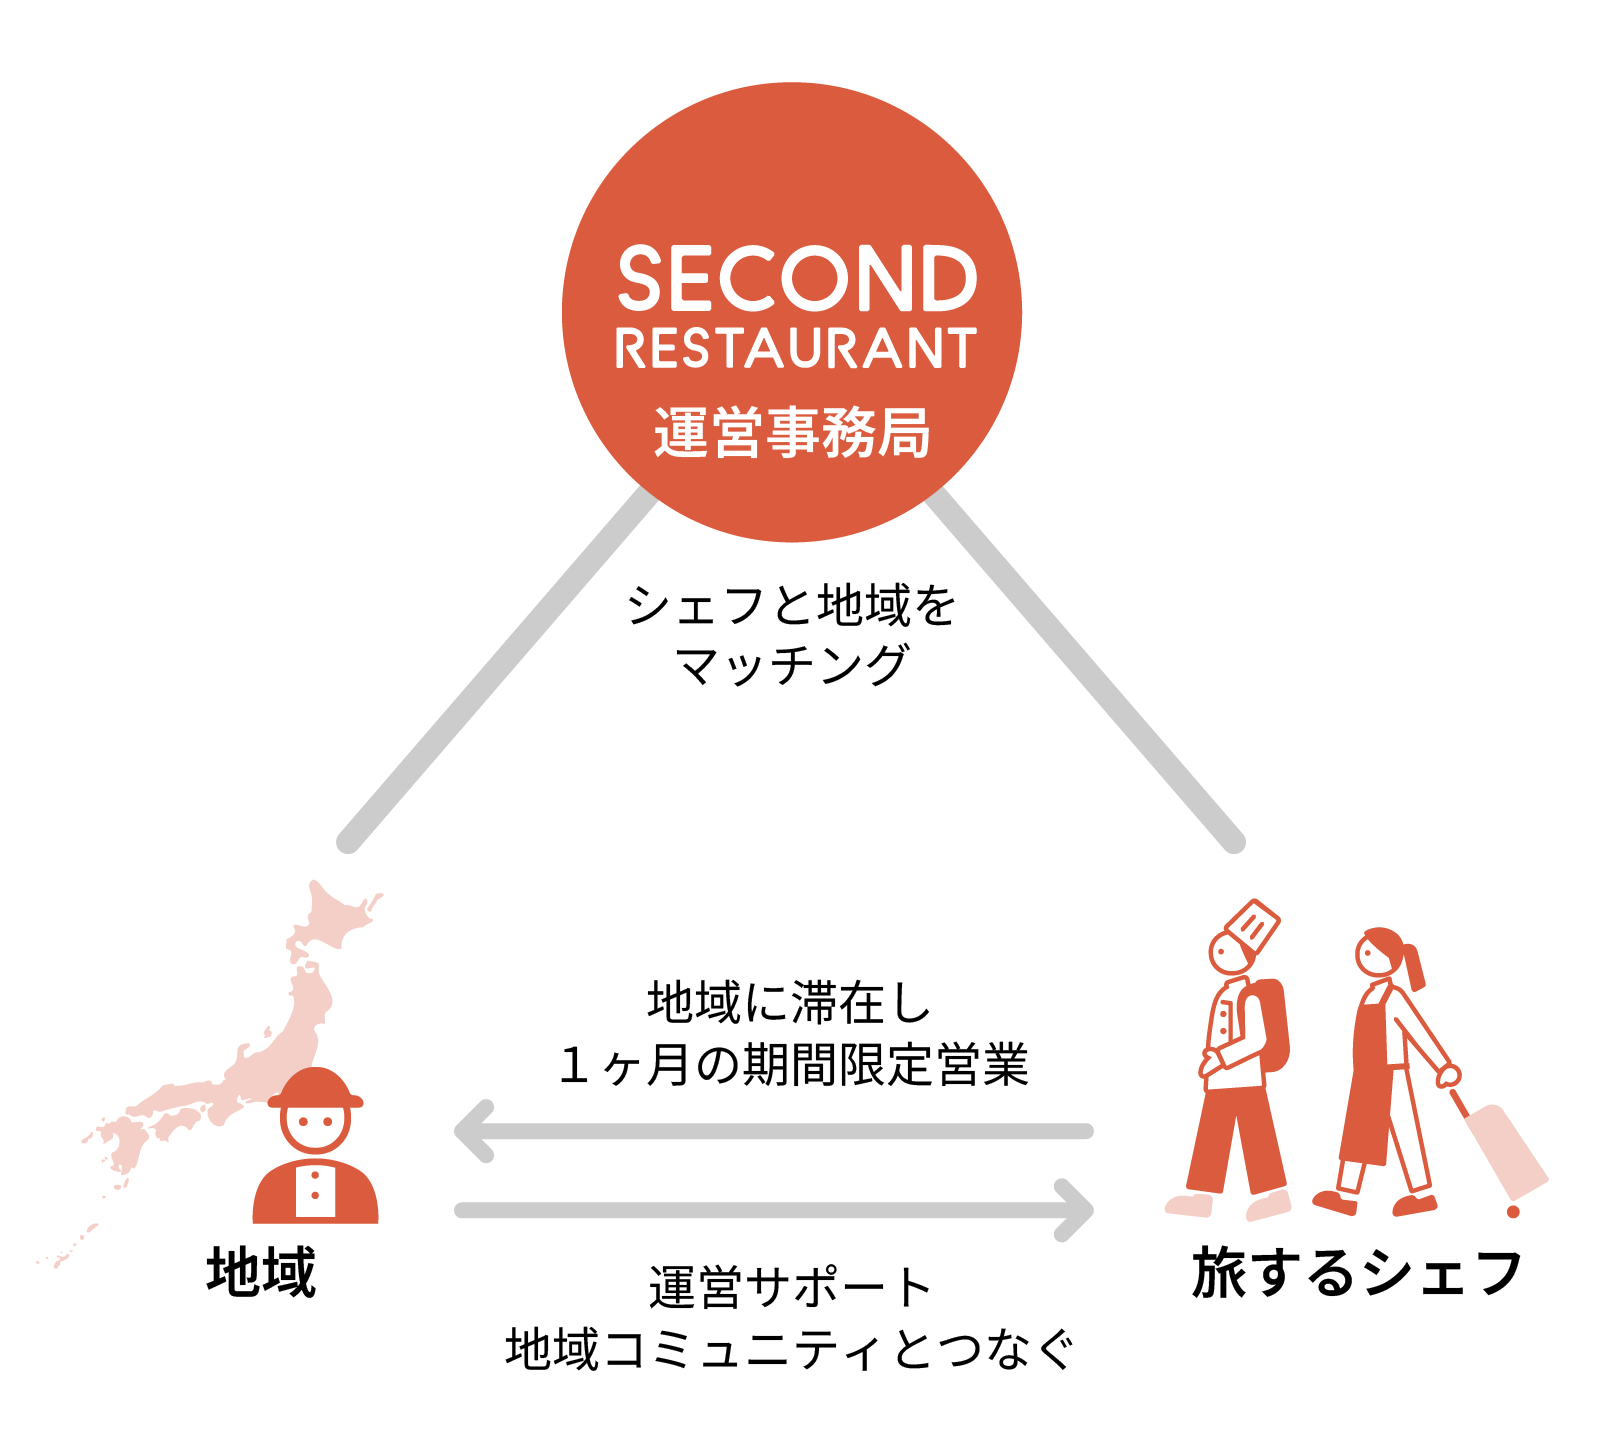 SECOND
RESTAURANT
運営事務局
シェフと地域を
マッチング
地域に滞在し
１ヶ月の期間限定営業
運営サポート
地域コミュニティとつなぐ
地域
旅するシェフ